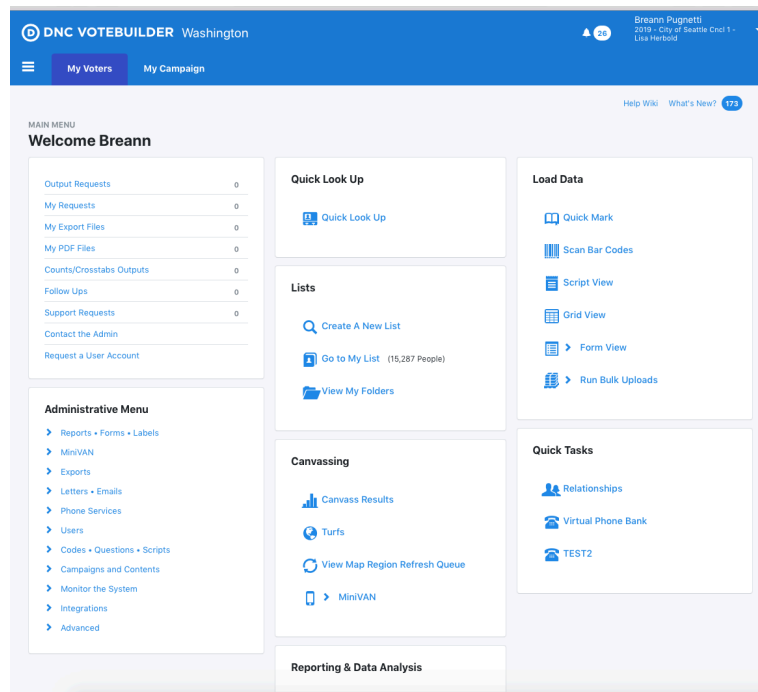 DNC VOTEBUILDER Washington
26
Breann Pugnetti
2019 - City of Seattle Cncl 1 -
Lisa Herbold
My Voters
My Campaign
Help Wiki What's New? 173
MAIN MENU
Welcome Breann
Output Requests 0
My Requests 0
My Export Files 0
My PDF Files 0
Counts/Crosstabs Outputs 0
Follow Ups 0
Support Requests 0
Contact the Admin
Request a User Account
Administrative Menu
Reports • Forms • Labels
MiniVAN
Exports
Letters • Emails
Phone Services
Users
Codes • Questions • Scripts
Campaigns and Contents
Monitor the System
Integrations
Advanced
Quick Look Up
Quick Look Up
Lists
Create A New List
Go to My List (15,287 People)
View My Folders
Canvassing
Canvass Results
Turfs
View Map Region Refresh Queue
MiniVAN
Reporting & Data Analysis
Load Data
Quick Mark
Scan Bar Codes
Script View
Grid View
Form View
Run Bulk Uploads
Quick Tasks
Relationships
Virtual Phone Bank
TEST2